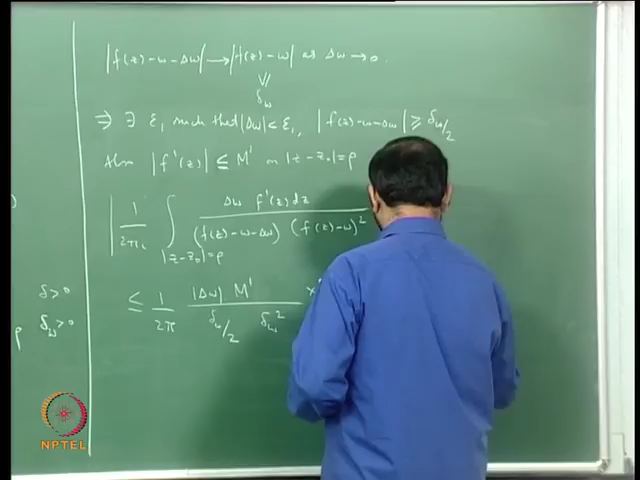 |f(z)-w-Δw| → |f(z)-w| as Δw → 0.
δ_w
⇒ ∃ ε₁ such that |Δw| < ε₁, |f(z)-w-Δw| ≥ δ_w/2
Also |f'(z)| ≤ M' on |z-z₀|=ρ
| 1/2πi ∫_{|z-z₀|=ρ} Δw f'(z)dz / (f(z)-w-Δw) (f(z)-w)²
≤ 1/2π |Δw| M' / δ_w/2 δ_w² ×
)
δ>0
ρ δ_w>0
NPTEL